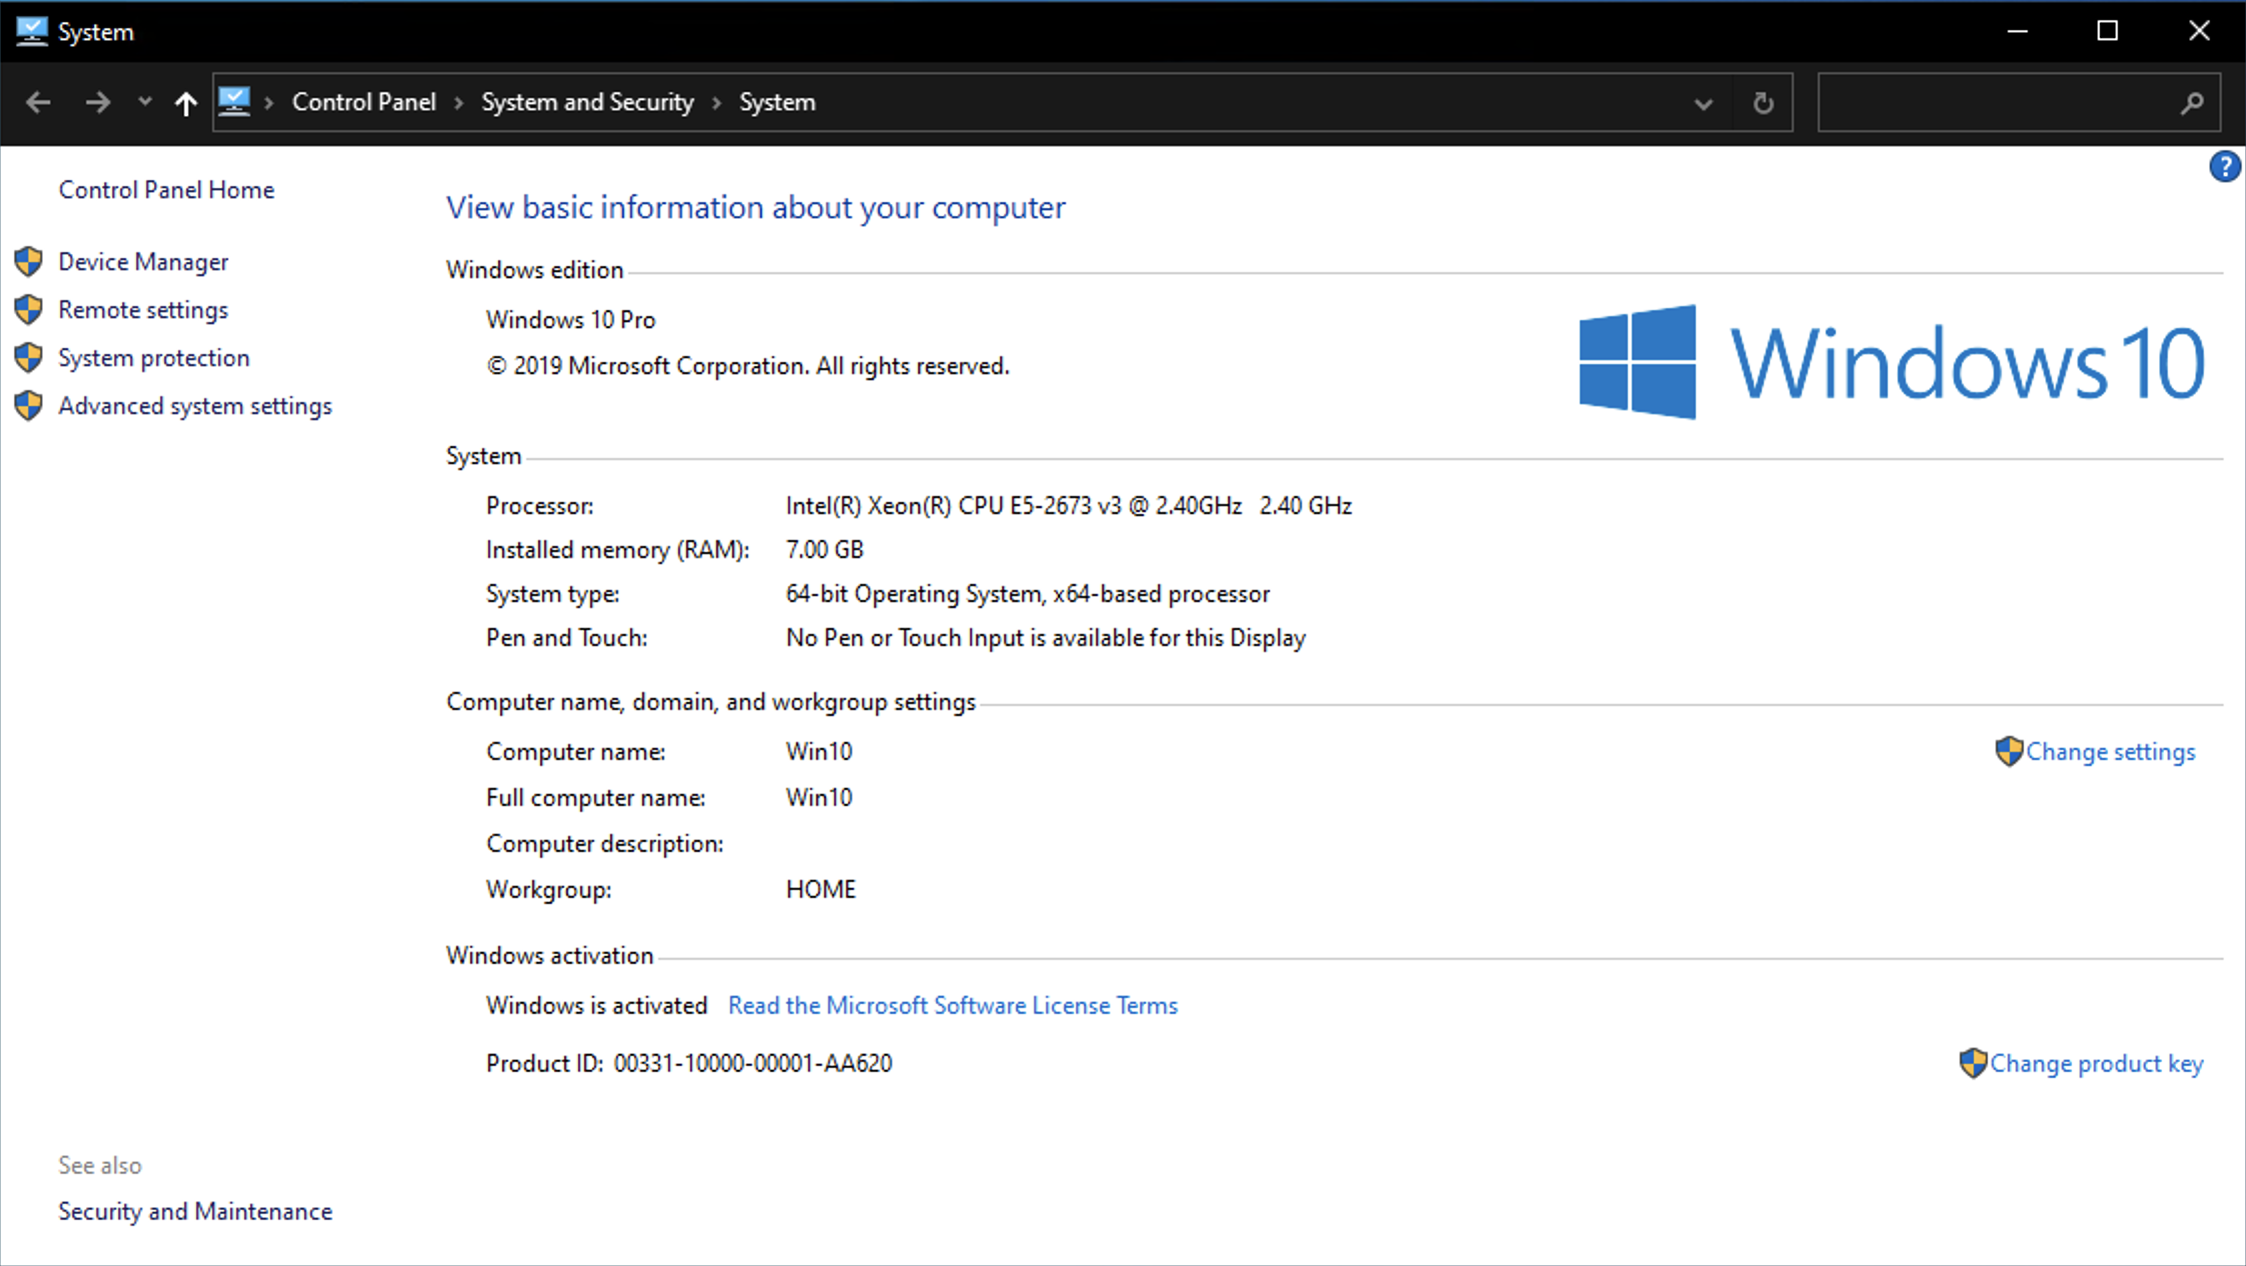 System
Control Panel > System and Security > System
Control Panel Home
Device Manager
Remote settings
System protection
Advanced system settings
View basic information about your computer
Windows edition
Windows 10 Pro
© 2019 Microsoft Corporation. All rights reserved.
Windows 10
System
Processor: Intel(R) Xeon(R) CPU E5-2673 v3 @ 2.40GHz 2.40 GHz
Installed memory (RAM): 7.00 GB
System type: 64-bit Operating System, x64-based processor
Pen and Touch: No Pen or Touch Input is available for this Display
Computer name, domain, and workgroup settings
Computer name: Win10 Change settings
Full computer name: Win10
Computer description:
Workgroup: HOME
Windows activation
Windows is activated Read the Microsoft Software License Terms
Product ID: 00331-10000-00001-AA620 Change product key
See also
Security and Maintenance